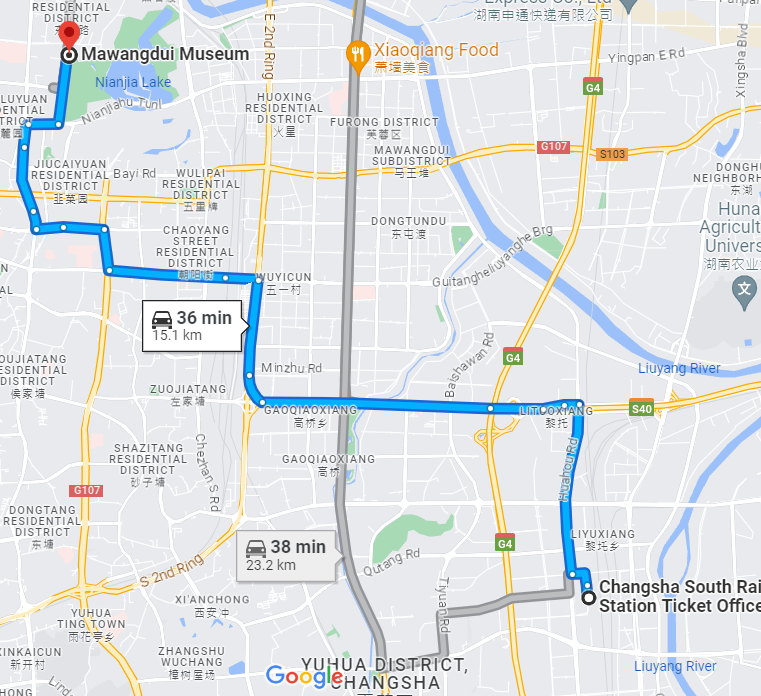 RESIDENTIAL
DISTRICT
Express Co., Ltd
湖南申通快递有限公司
E 2nd Ring
Xiaoqiang Food
萧墙美食
Yingpan E Rd
Xingsha Blvd
Mawangdui Museum
Nianjia Lake
G4
Nianjiahu Tunl
HUOXING
RESIDENTIAL
DISTRICT
火星
FURONG DISTRICT
芙蓉区
G107
S103
MAWANGDUI
SUBDISTRICT
马王堆
JIUCAIYUAN
RESIDENTIAL
DISTRICT
韭菜园
Bayi Rd
WULIPAI
RESIDENTIAL
DISTRICT
五里牌
DONGHU
NEIGHBORH
东湖
CHAOYANG
STREET
RESIDENTIAL
DISTRICT
朝阳街
DONGTUNDU
东屯渡
Guitangheliuyanghe Brg
Huna
Agricult
Univers
湖南农业
文
WUYICUN
五一村
36 min
15.1 km
Baishawan Rd
G4
Minzhu Rd
Liuyang River
OUJIATANG
RESIDENTIAL
DISTRICT
侯家塘
ZUOJIATANG
左家塘
GAOQIAOXIANG
高桥乡
LITUOXIANG
黎托
S40
Chezhan S Rd
SHAZITANG
RESIDENTIAL
DISTRICT
砂子塘
GAOQIAOXIANG
高桥
Huahou Rd
G107
DONGTANG
RESIDENTIAL
DISTRICT
东塘
38 min
23.2 km
G4
LIYUXIANG
黎托乡
Qutang Rd
S 2nd Ring
Tiyuan Rd
Changsha South Rai
Station Ticket Office
XI'ANCHONG
西安冲
YUHUA
TING TOWN
雨花亭乡
XINKAICUN
新开村
ZHANGSHU
WUCHANG
樟树屋场
YUHUA DISTRICT,
CHANGSHA
Google
Liuyang River